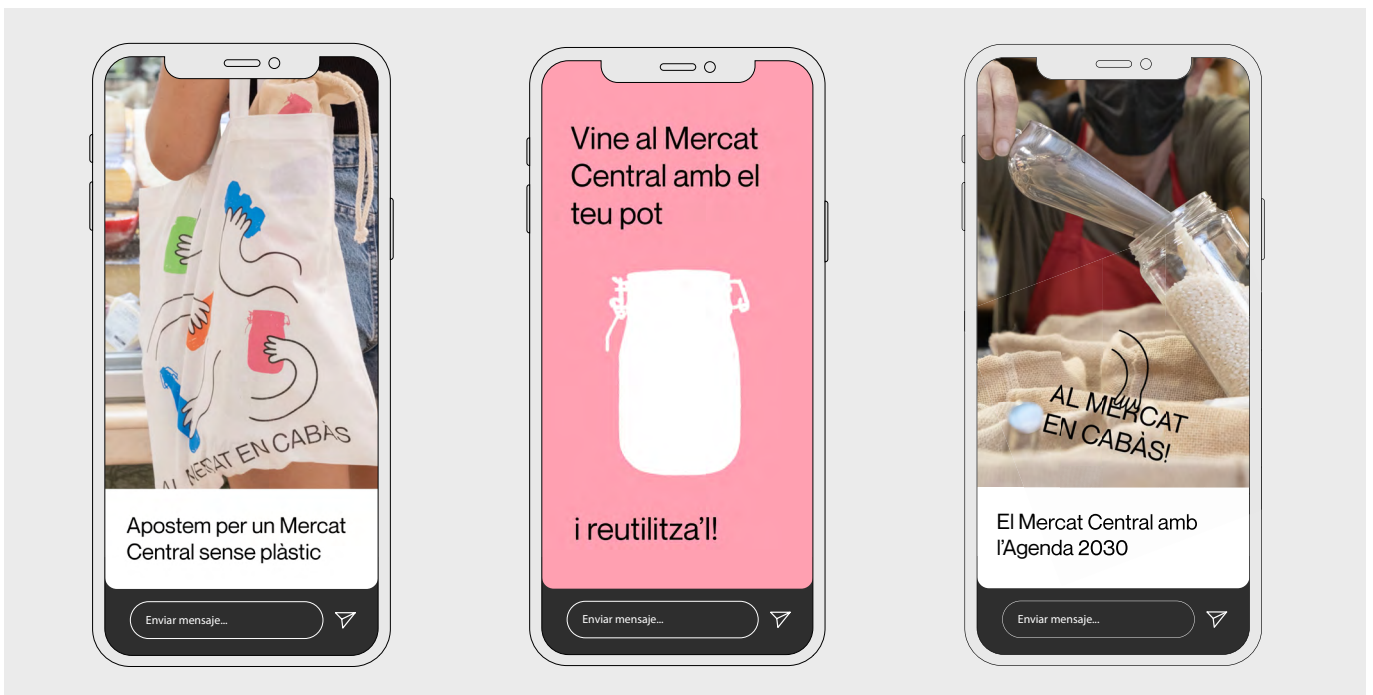 AL MERCAT EN CABÀS
Apostem per un Mercat
Central sense plàstic
Enviar mensaje...
Vine al Mercat
Central amb el
teu pot
i reutilitza'l!
Enviar mensaje...
AL MERCAT
EN CABÀS!
El Mercat Central amb
l'Agenda 2030
Enviar mensaje...